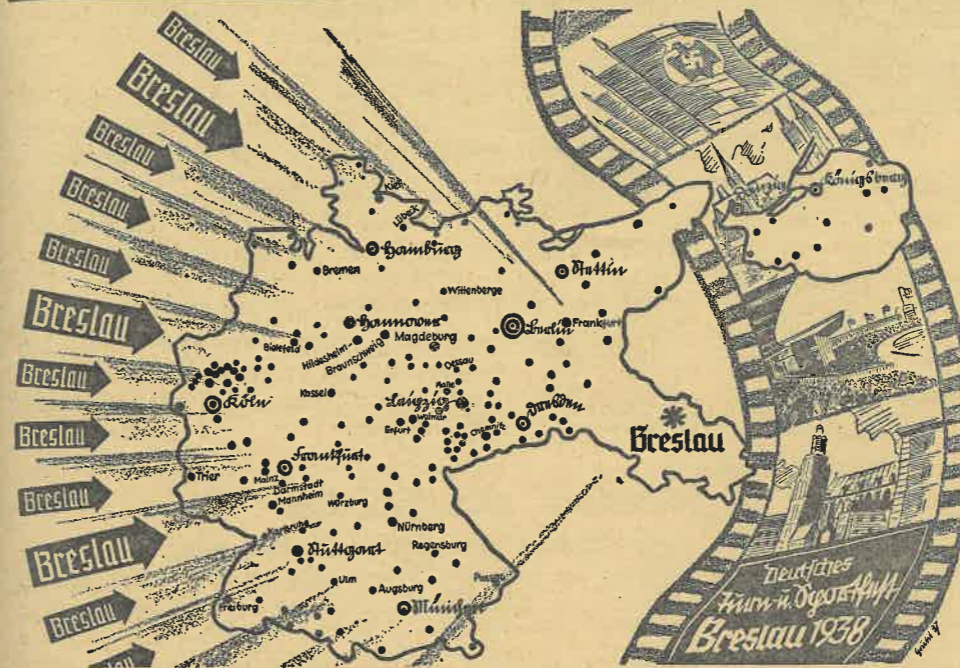 Breslau
Breslau
Breslau
Breslau
Breslau
Breslau
Breslau
Breslau
Breslau
Breslau
Breslau
Breslau
Kiel
Lübeck
Hamburg
Bremen
Königsberg
Stettin
Wittenberge
Hannover
Berlin
Frankfurt
Bielefeld
Hildesheim
Braunschweig
Magdeburg
Dessau
Halle
Kassel
Köln
Leipzig
Weimar
Erfurt
Chemnitz
Dresden
Breslau
Frankfurt
Trier
Mainz
Darmstadt
Mannheim
Würzburg
Nürnberg
Karlsruhe
Stuttgart
Regensburg
Ulm
Augsburg
Passau
Freiburg
München
Deutsches
Turn-u. Sportfest
Breslau 1938